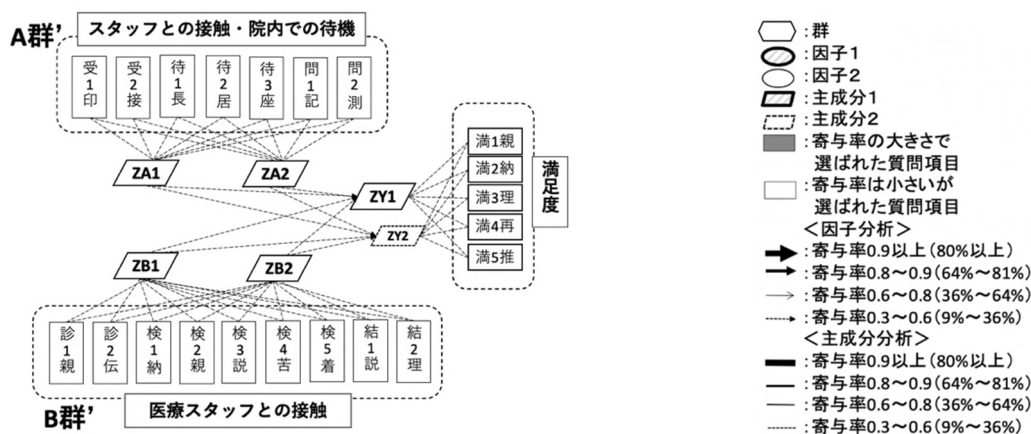 A群’
スタッフとの接触・院内での待機
受1印
受2接
待1長
待2居
待3座
問1記
問2測
ZA1
ZA2
ZY1
ZY2
ZB1
ZB2
満1親
満2納
満3理
満4再
満5推
満足度
診1親
診2伝
検1納
検2親
検3説
検4苦
検5着
結1説
結2理
B群’
医療スタッフとの接触
：群
：因子1
：因子2
：主成分1
：主成分2
：寄与率の大きさで
選ばれた質問項目
：寄与率は小さいが
選ばれた質問項目
＜因子分析＞
：寄与率0.9以上（80%以上）
：寄与率0.8～0.9（64%～81%）
：寄与率0.6～0.8（36%～64%）
：寄与率0.3～0.6（9%～36%）
＜主成分分析＞
：寄与率0.9以上（80%以上）
：寄与率0.8～0.9（64%～81%）
：寄与率0.6～0.8（36%～64%）
：寄与率0.3～0.6（9%～36%）